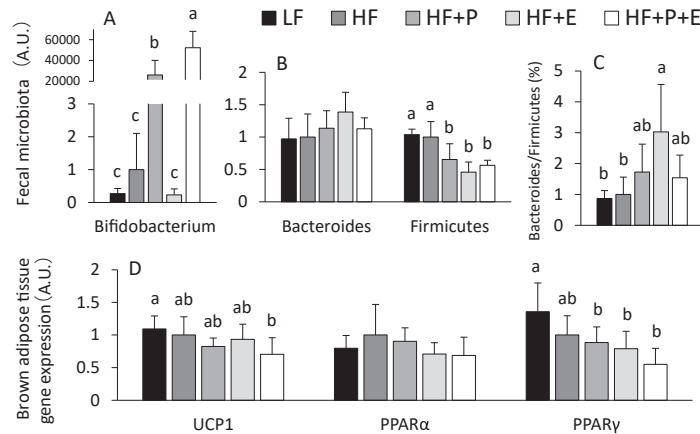 LF HF HF+P HF+E HF+P+E
A
Fecal microbiota (A.U.)
60000
40000
20000
3
2
1
0
c c b c a
Bifidobacterium
B
2
1.5
1
0.5
0
a a b b b
Bacteroides Firmicutes
C
Bacteroides/Firmicutes (%)
5
4
3
2
1
0
b b ab a ab
D
Brown adipose tissue
gene expression(A.U.)
2
1.5
1
0.5
0
a ab ab ab b
a ab b b b
UCP1 PPARα PPARγ